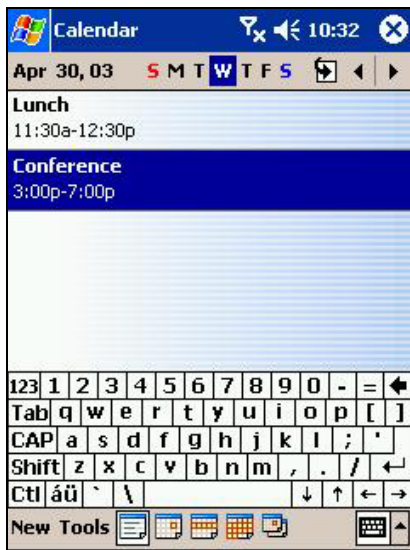 Calendar 10:32
Apr 30, 03 S M T W T F S
Lunch
11:30a-12:30p
Conference
3:00p-7:00p
123 1 2 3 4 5 6 7 8 9 0 - = ←
Tab q w e r t y u i o p [ ]
CAP a s d f g h j k l ; '
Shift z x c v b n m , . / ↵
Ctl áü ` \ ↓ ↑ ← →
New Tools